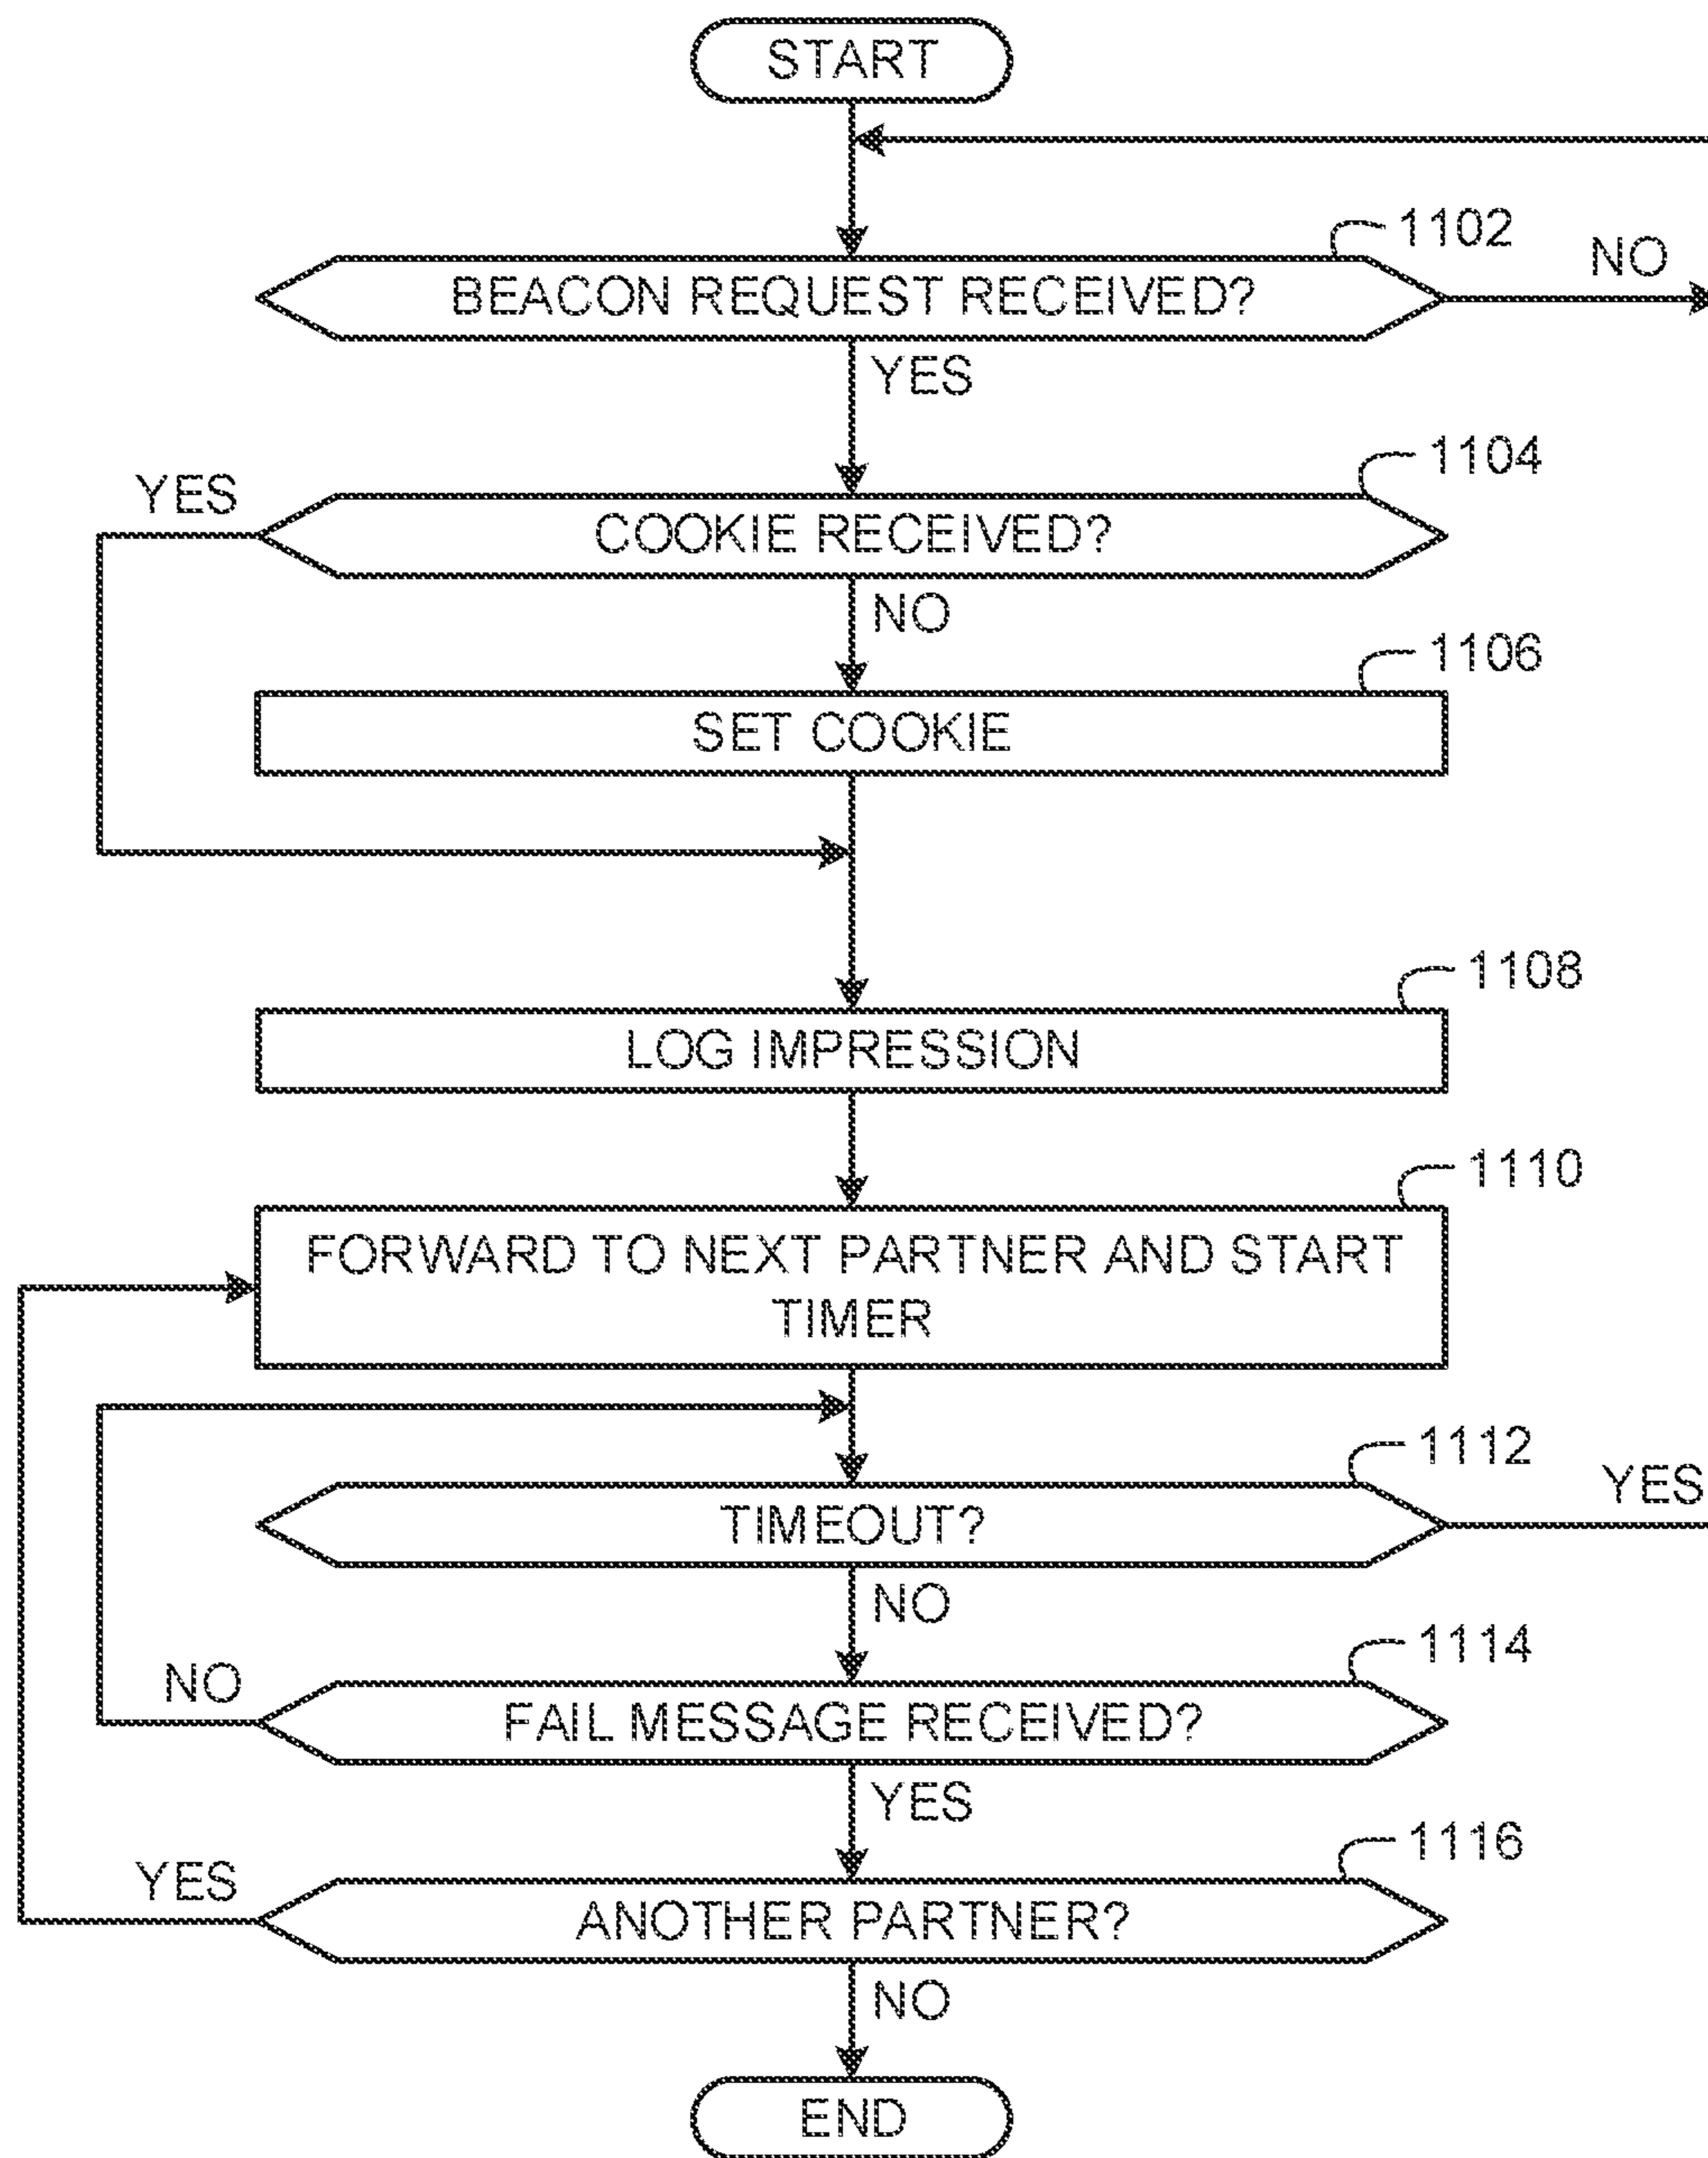 START
1102
NO
BEACON REQUEST RECEIVED?
YES
1104
YES
COOKIE RECEIVED?
NO
1106
SET COOKIE
1108
LOG IMPRESSION
1110
FORWARD TO NEXT PARTNER AND START
TIMER
1112
YES
TIMEOUT?
NO
1114
NO
FAIL MESSAGE RECEIVED?
YES
1116
YES
ANOTHER PARTNER?
NO
END